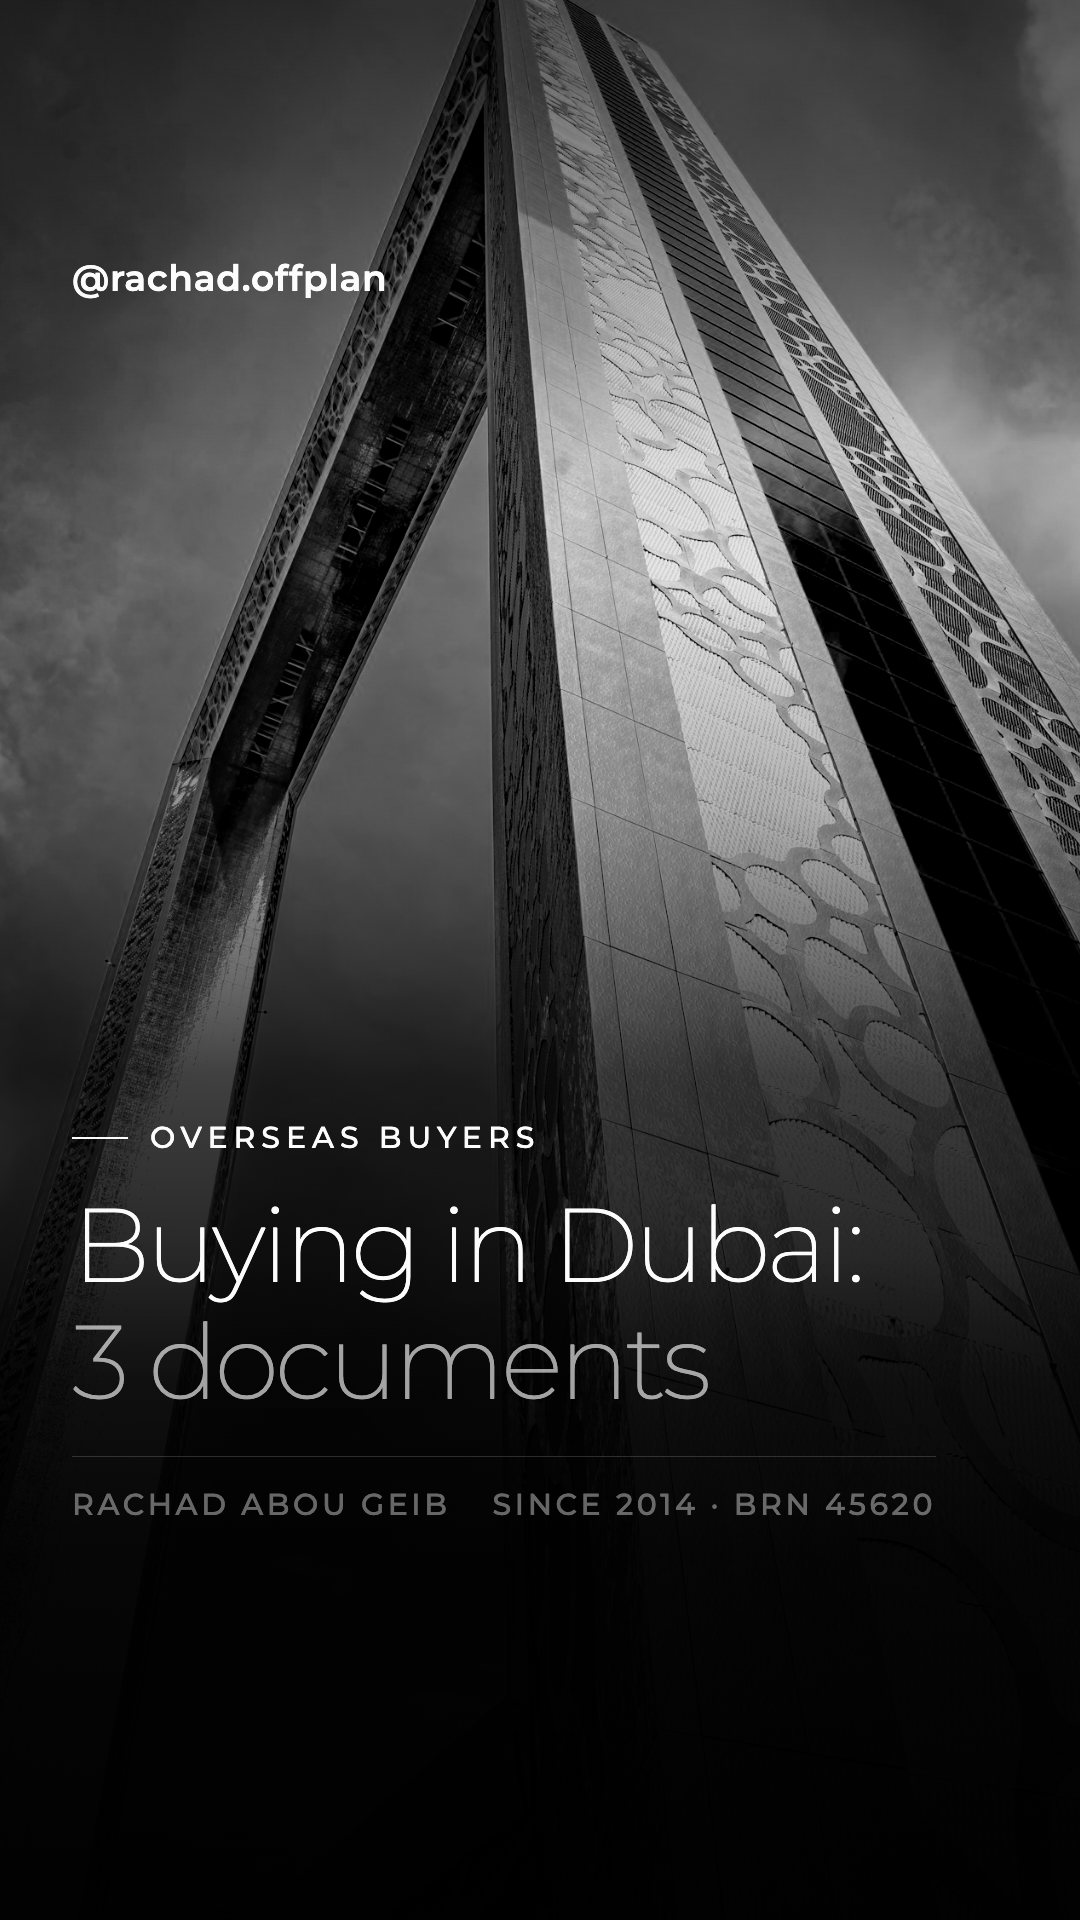 @rachad.offplan
OVERSEAS BUYERS
Buying in Dubai:
3 documents
RACHAD ABOU GEIB SINCE 2014 · BRN 45620